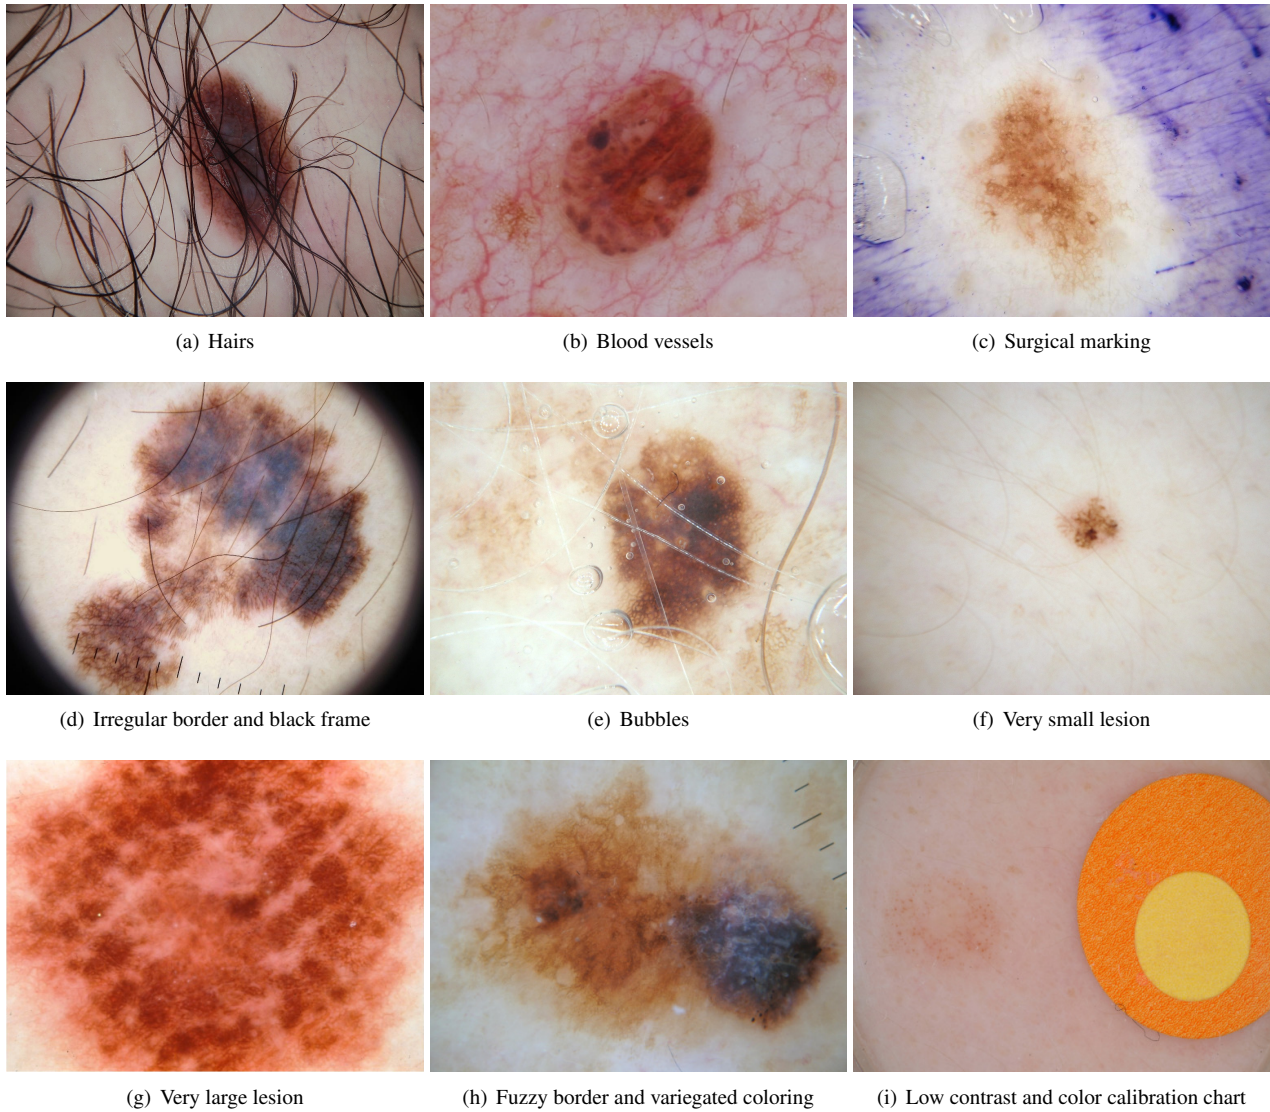 (a) Hairs
(b) Blood vessels
(c) Surgical marking
(d) Irregular border and black frame
(e) Bubbles
(f) Very small lesion
(g) Very large lesion
(h) Fuzzy border and variegated coloring
(i) Low contrast and color calibration chart